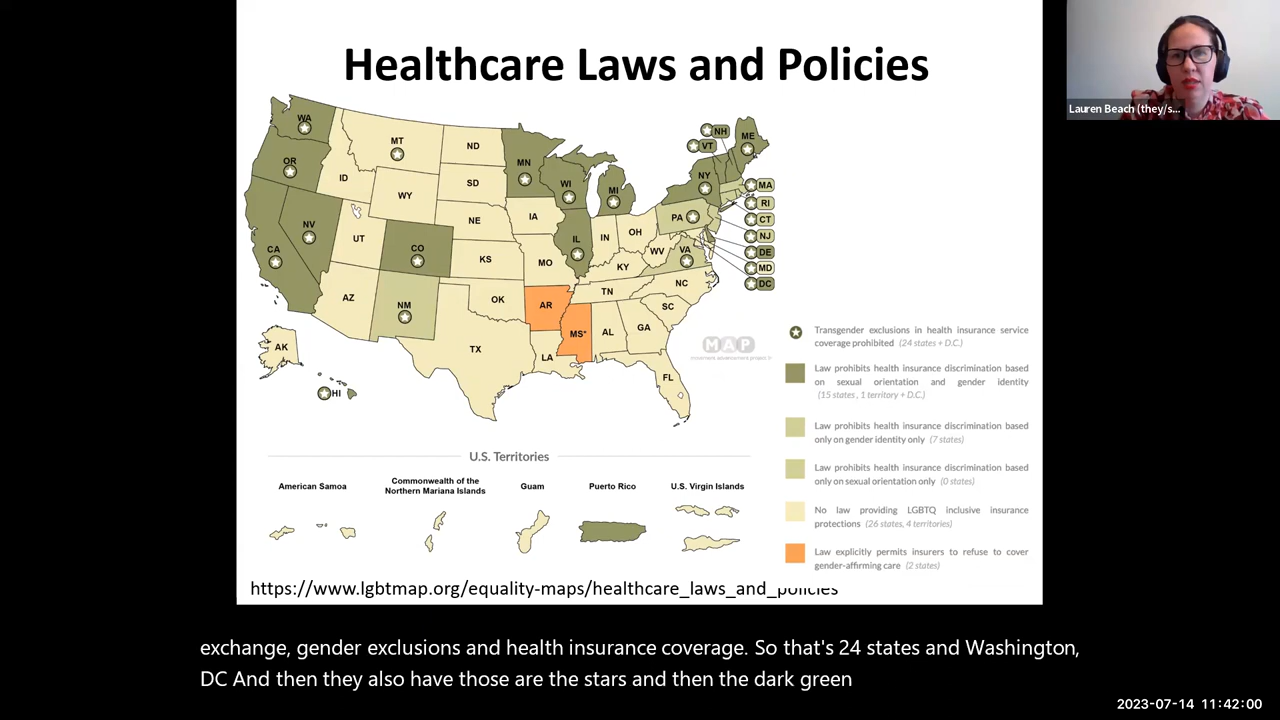 Healthcare Laws and Policies
Lauren Beach (they/s...
WA
OR
CA
NV
ID
MT
WY
UT
AZ
CO
NM
ND
SD
NE
KS
OK
TX
MN
IA
MO
AR
LA
WI
IL
MS*
MI
IN
OH
KY
TN
AL
GA
FL
SC
NC
VA
WV
PA
NY
NH
VT
ME
MA
RI
CT
NJ
DE
MD
DC
AK
HI
MAP
Transgender exclusions in health insurance service
coverage prohibited (24 states + D.C.)
Law prohibits health insurance discrimination based
on sexual orientation and gender identity
(15 states , 1 territory + D.C.)
Law prohibits health insurance discrimination based
only on gender identity only (7 states)
Law prohibits health insurance discrimination based
only on sexual orientation only (0 states)
No law providing LGBTQ inclusive insurance
protections (26 states, 4 territories)
Law explicitly permits insurers to refuse to cover
gender-affirming care (2 states)
U.S. Territories
American Samoa
Commonwealth of the
Northern Mariana Islands
Guam
Puerto Rico
U.S. Virgin Islands
https://www.lgbtmap.org/equality-maps/healthcare_laws_and_policies
exchange, gender exclusions and health insurance coverage. So that's 24 states and Washington,
DC And then they also have those are the stars and then the dark green
2023-07-14 11:42:00